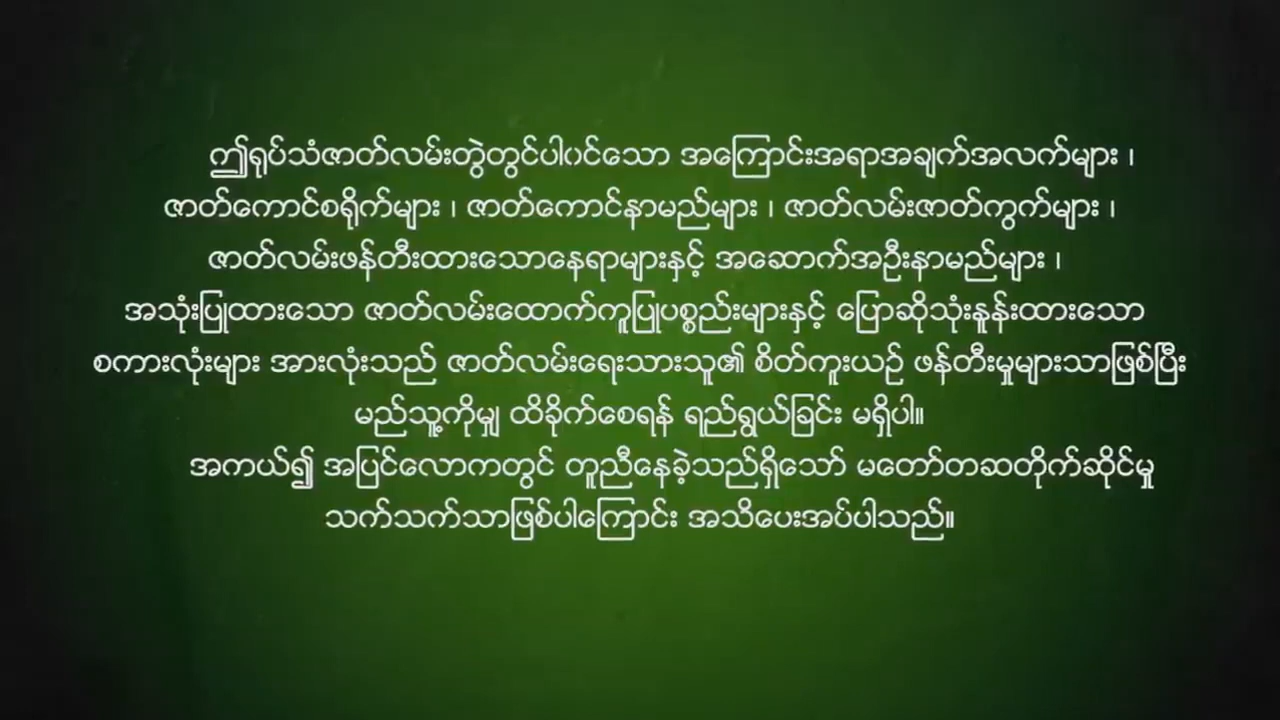 ဤရုပ်သံဇာတ်လမ်းတွဲတွင်ပါဝင်သော အကြောင်းအရာအချက်အလက်များ ၊
ဇာတ်ကောင်စရိုက်များ ၊ ဇာတ်ကောင်နာမည်များ ၊ ဇာတ်လမ်းဇာတ်ကွက်များ ၊
ဇာတ်လမ်းဖန်တီးထားသောနေရာများနှင့် အဆောက်အဦးနာမည်များ ၊
အသုံးပြုထားသော ဇာတ်လမ်းထောက်ကူပြုပစ္စည်းများနှင့် ပြောဆိုသုံးနှုန်းထားသော
စကားလုံးများ အားလုံးသည် ဇာတ်လမ်းရေးသားသူ၏ စိတ်ကူးယဉ် ဖန်တီးမှုများသာဖြစ်ပြီး
မည်သူ့ကိုမျှ ထိခိုက်စေရန် ရည်ရွယ်ခြင်း မရှိပါ။
အကယ်၍ အပြင်လောကတွင် တူညီနေခဲ့သည်ရှိသော် မတော်တဆတိုက်ဆိုင်မှု
သက်သက်သာဖြစ်ပါကြောင်း အသိပေးအပ်ပါသည်။